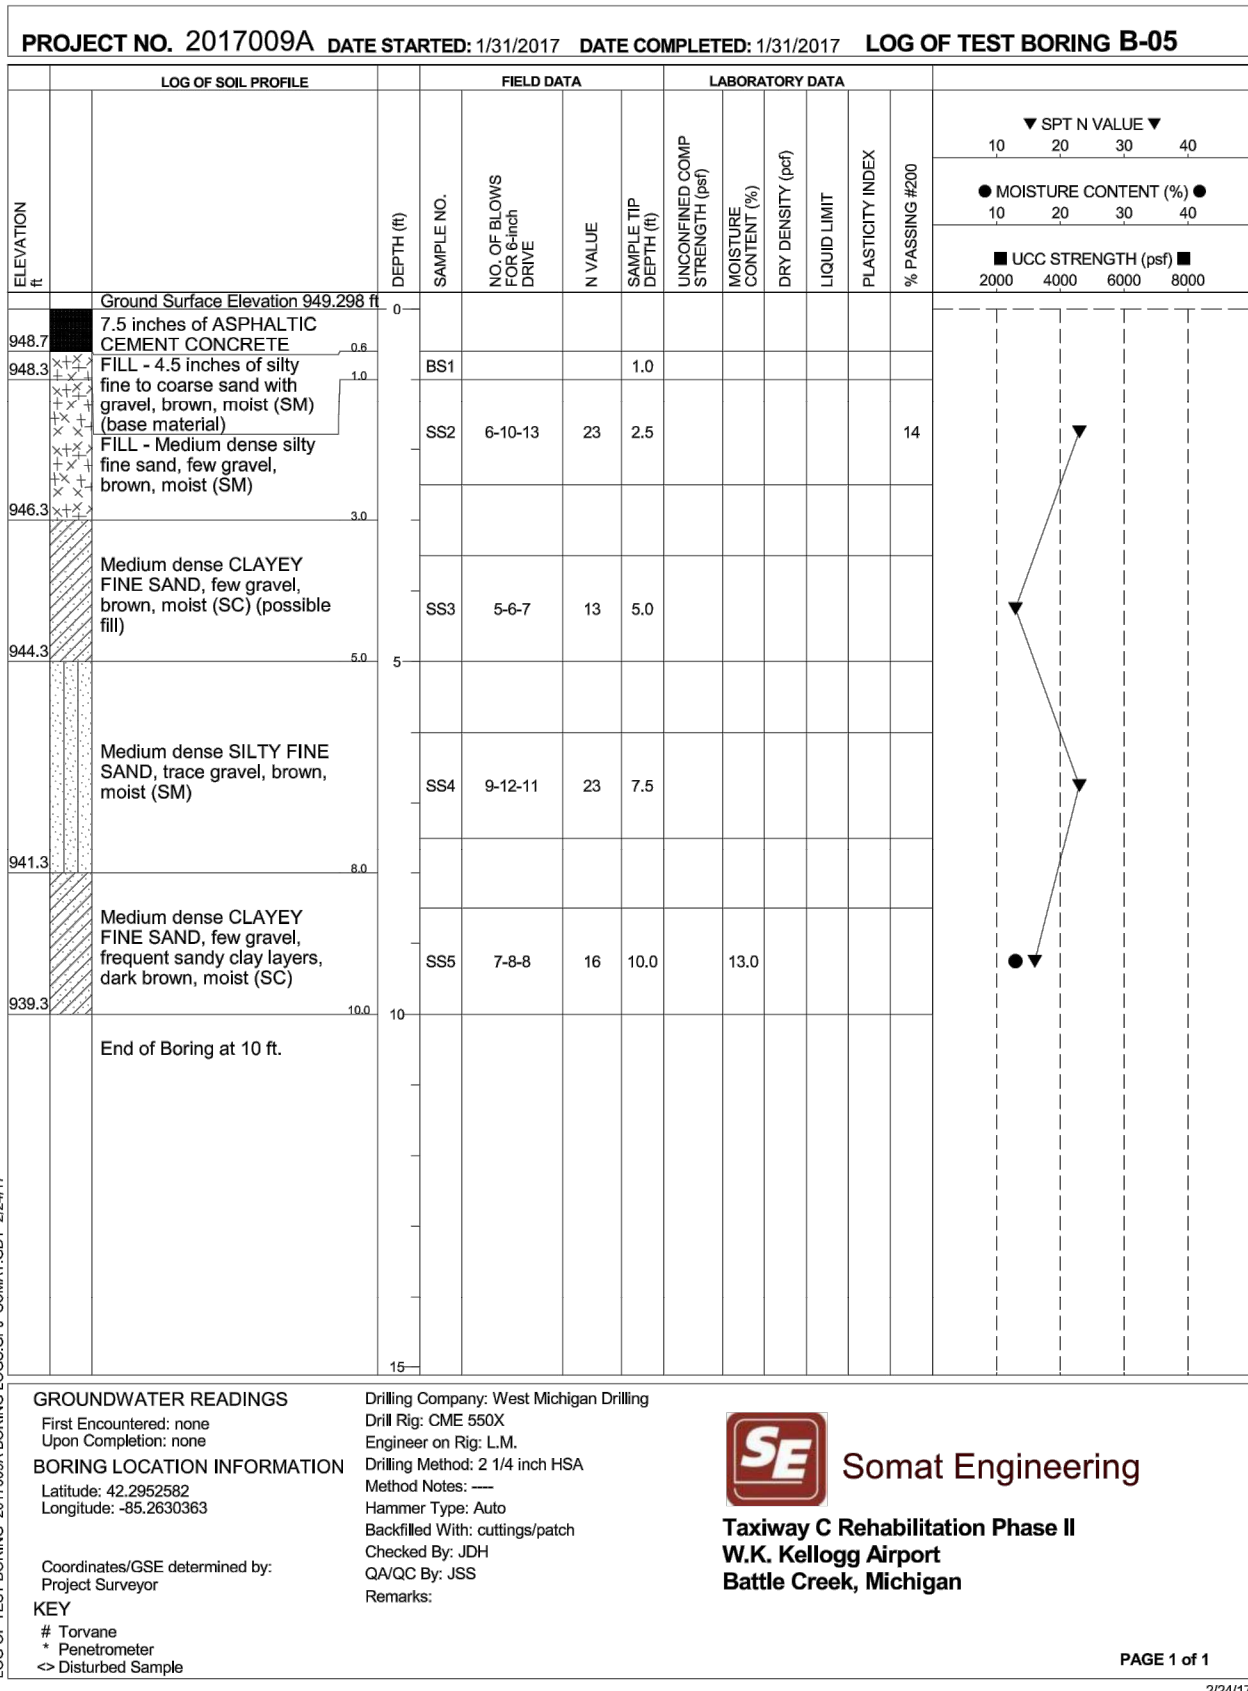 PROJECT NO. 2017009A DATE STARTED: 1/31/2017 DATE COMPLETED: 1/31/2017 LOG OF TEST BORING B-05
LOG OF SOIL PROFILE FIELD DATA LABORATORY DATA
ELEVATION
ft
DEPTH (ft)
SAMPLE NO.
NO. OF BLOWS
FOR 6-inch
DRIVE
N VALUE
SAMPLE TIP
DEPTH (ft)
UNCONFINED COMP
STRENGTH (psf)
MOISTURE
CONTENT (%)
DRY DENSITY (pcf)
LIQUID LIMIT
PLASTICITY INDEX
% PASSING #200
▼ SPT N VALUE ▼
10 20 30 40
● MOISTURE CONTENT (%) ●
10 20 30 40
■ UCC STRENGTH (psf) ■
2000 4000 6000 8000
Ground Surface Elevation 949.298 ft
0
7.5 inches of ASPHALTIC
948.7 CEMENT CONCRETE 0.6
948.3 FILL - 4.5 inches of silty BS1 1.0
fine to coarse sand with 1.0
gravel, brown, moist (SM)
(base material) SS2 6-10-13 23 2.5 14
FILL - Medium dense silty
fine sand, few gravel,
brown, moist (SM)
946.3 3.0
Medium dense CLAYEY
FINE SAND, few gravel,
brown, moist (SC) (possible SS3 5-6-7 13 5.0
fill)
944.3 5.0 5
Medium dense SILTY FINE
SAND, trace gravel, brown,
moist (SM) SS4 9-12-11 23 7.5
941.3 8.0
Medium dense CLAYEY
FINE SAND, few gravel,
frequent sandy clay layers, SS5 7-8-8 16 10.0 13.0
dark brown, moist (SC)
939.3 10.0 10
End of Boring at 10 ft.
15
GROUNDWATER READINGS
First Encountered: none
Upon Completion: none
BORING LOCATION INFORMATION
Latitude: 42.2952582
Longitude: -85.2630363
Coordinates/GSE determined by:
Project Surveyor
KEY
# Torvane
* Penetrometer
<> Disturbed Sample
Drilling Company: West Michigan Drilling
Drill Rig: CME 550X
Engineer on Rig: L.M.
Drilling Method: 2 1/4 inch HSA
Method Notes: ----
Hammer Type: Auto
Backfilled With: cuttings/patch
Checked By: JDH
QA/QC By: JSS
Remarks:
SE
Somat Engineering
Taxiway C Rehabilitation Phase II
W.K. Kellogg Airport
Battle Creek, Michigan
PAGE 1 of 1
2/24/17